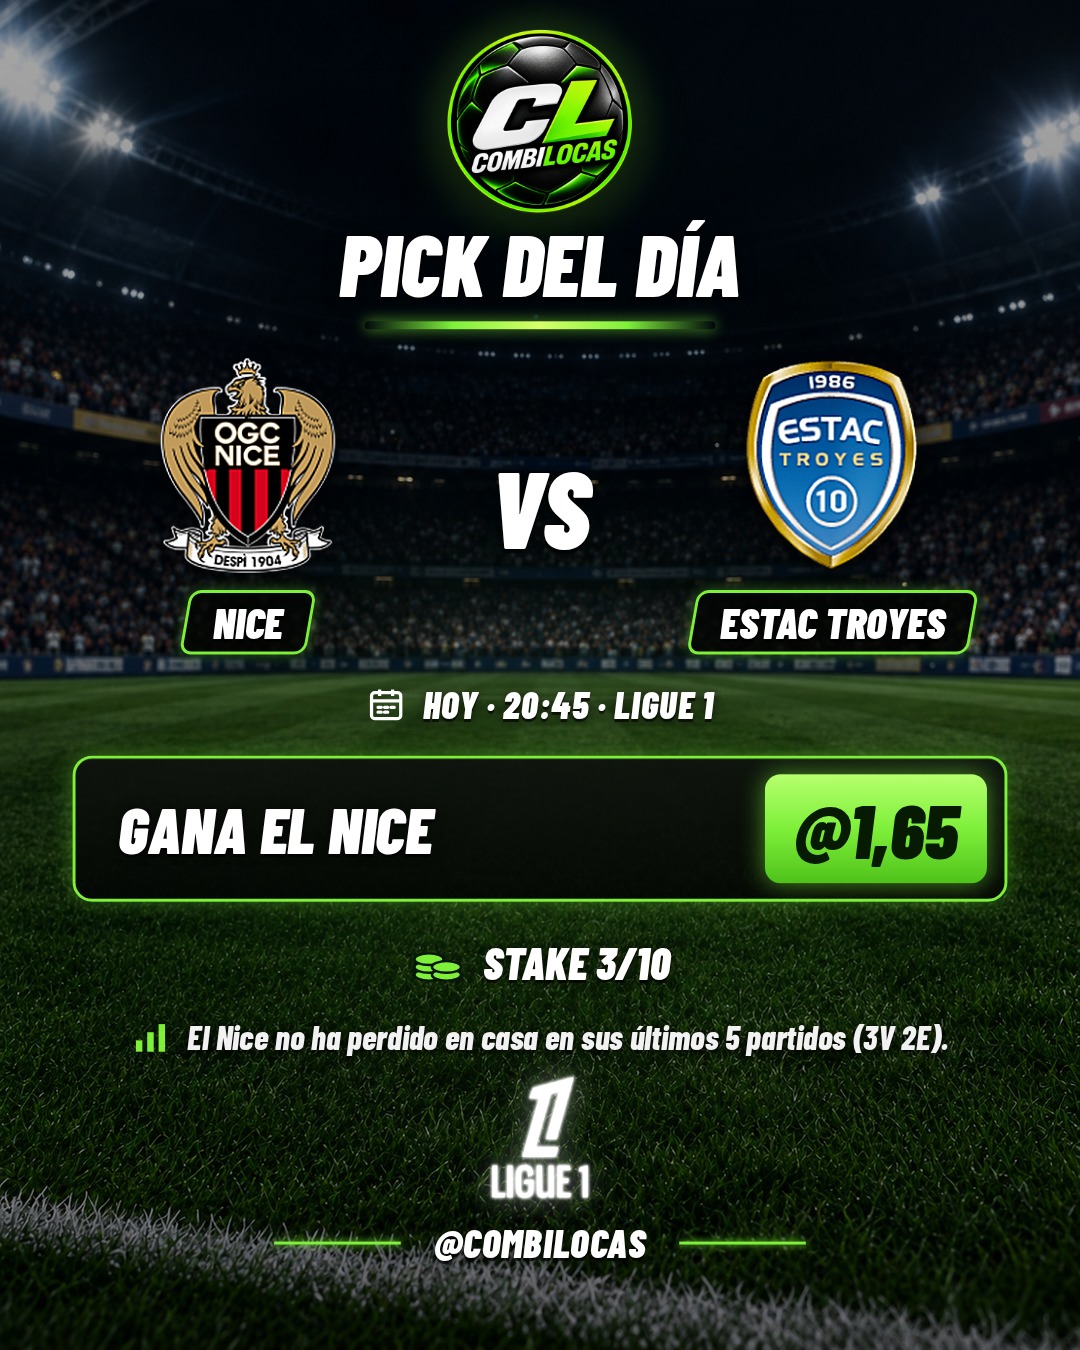 CL
COMBILOCAS
PICK DEL DÍA
OGC
NICE
DESPÍ 1904
1986
ESTAC
TROYES
10
VS
NICE
ESTAC TROYES
HOY · 20:45 · LIGUE 1
GANA EL NICE
@1,65
STAKE 3/10
El Nice no ha perdido en casa en sus últimos 5 partidos (3V 2E).
LIGUE 1
@COMBILOCAS